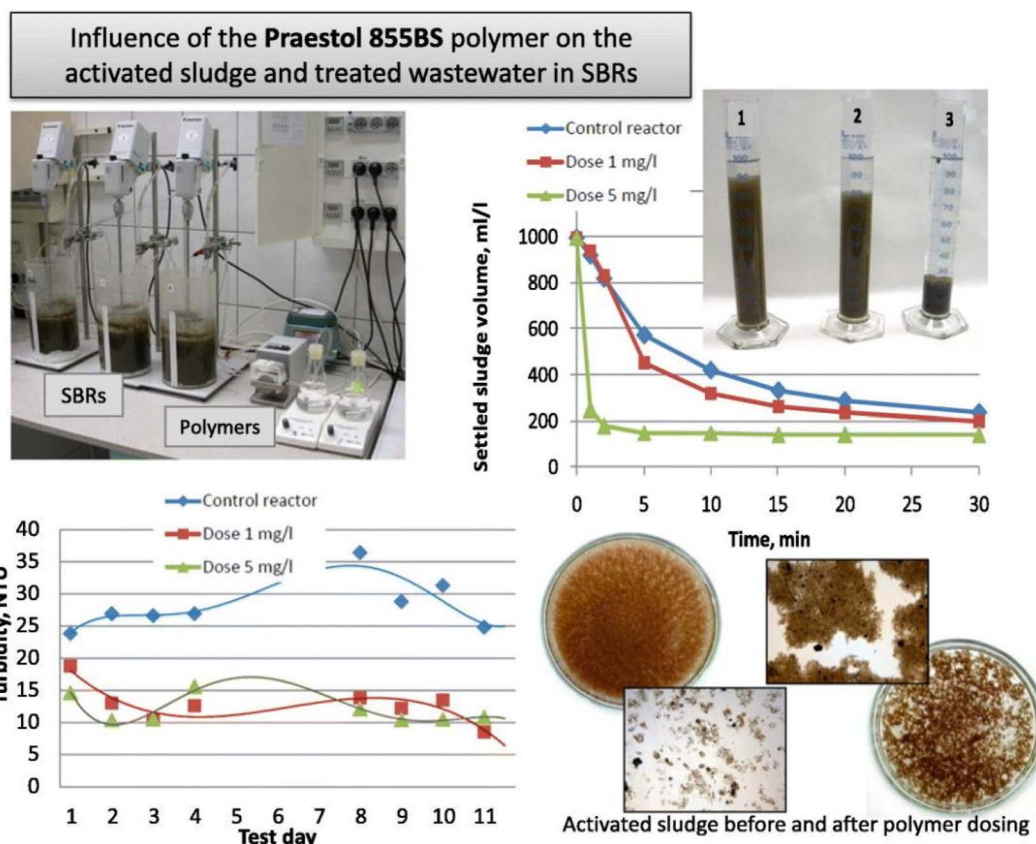 Influence of the Praestol 855BS polymer on the
activated sludge and treated wastewater in SBRs
SBRs
Polymers
Control reactor
Dose 1 mg/l
Dose 5 mg/l
1
2
3
Settled sludge volume, ml/l
1000
800
600
400
200
0
0 5 10 15 20 25 30
Time, min
Control reactor
Dose 1 mg/l
Dose 5 mg/l
Turbidity, NTU
40
35
30
25
20
15
10
5
0
1 2 3 4 5 6 7 8 9 10 11
Test day
Activated sludge before and after polymer dosing